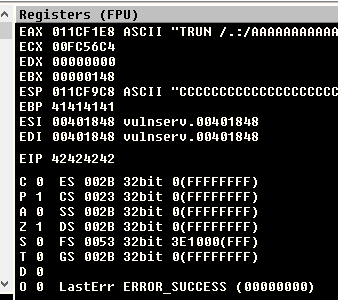 Registers (FPU)
EAX 011CF1E8 ASCII "TRUN /.:/AAAAAAAAAAA
ECX 00FC56C4
EDX 00000000
EBX 00000148
ESP 011CF9C8 ASCII "CCCCCCCCCCCCCCCCCCCC
EBP 41414141
ESI 00401848 vulnserv.00401848
EDI 00401848 vulnserv.00401848
EIP 42424242
C 0 ES 002B 32bit 0(FFFFFFFF)
P 1 CS 0023 32bit 0(FFFFFFFF)
A 0 SS 002B 32bit 0(FFFFFFFF)
Z 1 DS 002B 32bit 0(FFFFFFFF)
S 0 FS 0053 32bit 3E1000(FFF)
T 0 GS 002B 32bit 0(FFFFFFFF)
D 0
O 0 LastErr ERROR_SUCCESS (00000000)